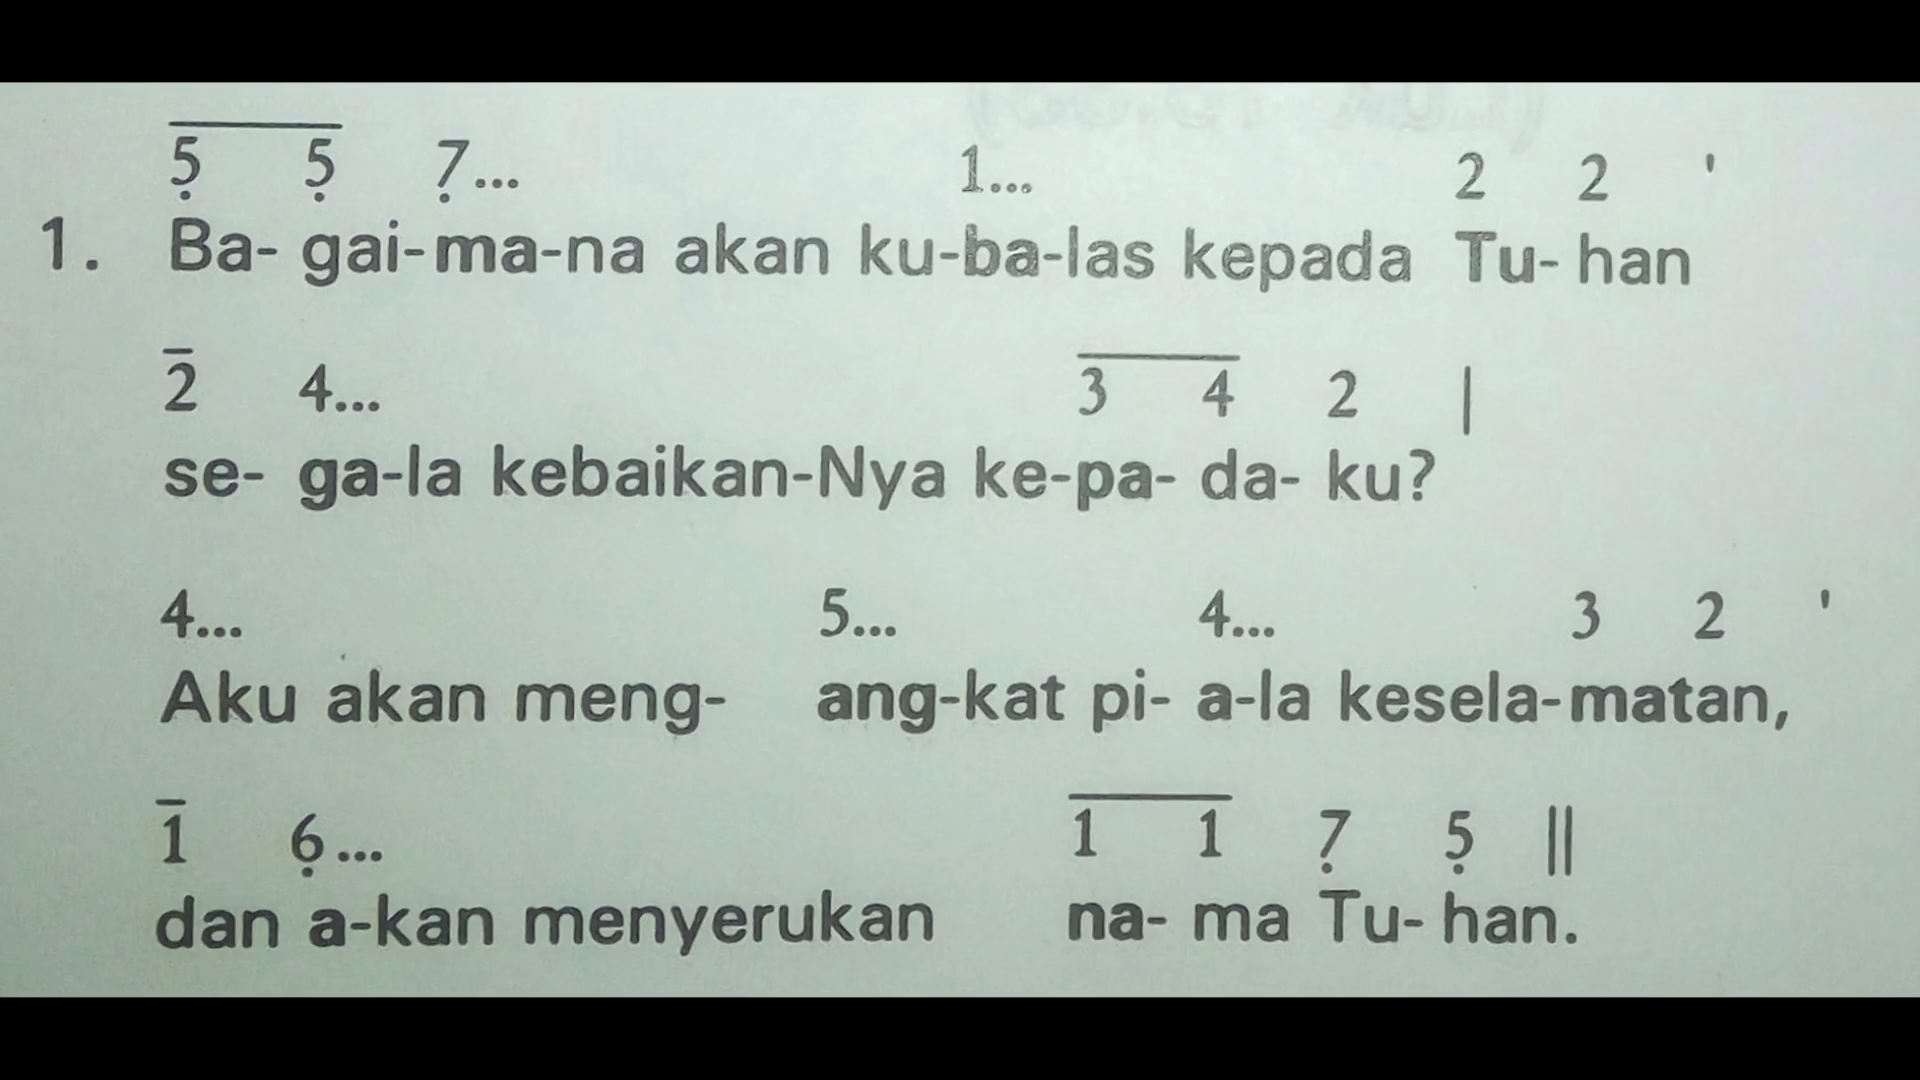 5̣ 5̣ 7̣... 1... 2 2 '
1. Ba- gai-ma-na akan ku-ba-las kepada Tu- han
2̅ 4... 3 4 2 |
se- ga-la kebaikan-Nya ke-pa- da- ku?
4... 5... 4... 3 2 '
Aku akan meng- ang-kat pi- a-la kesela-matan,
1̅ 6̣... 1 1 7̣ 5̣ ||
dan a-kan menyerukan na- ma Tu- han.